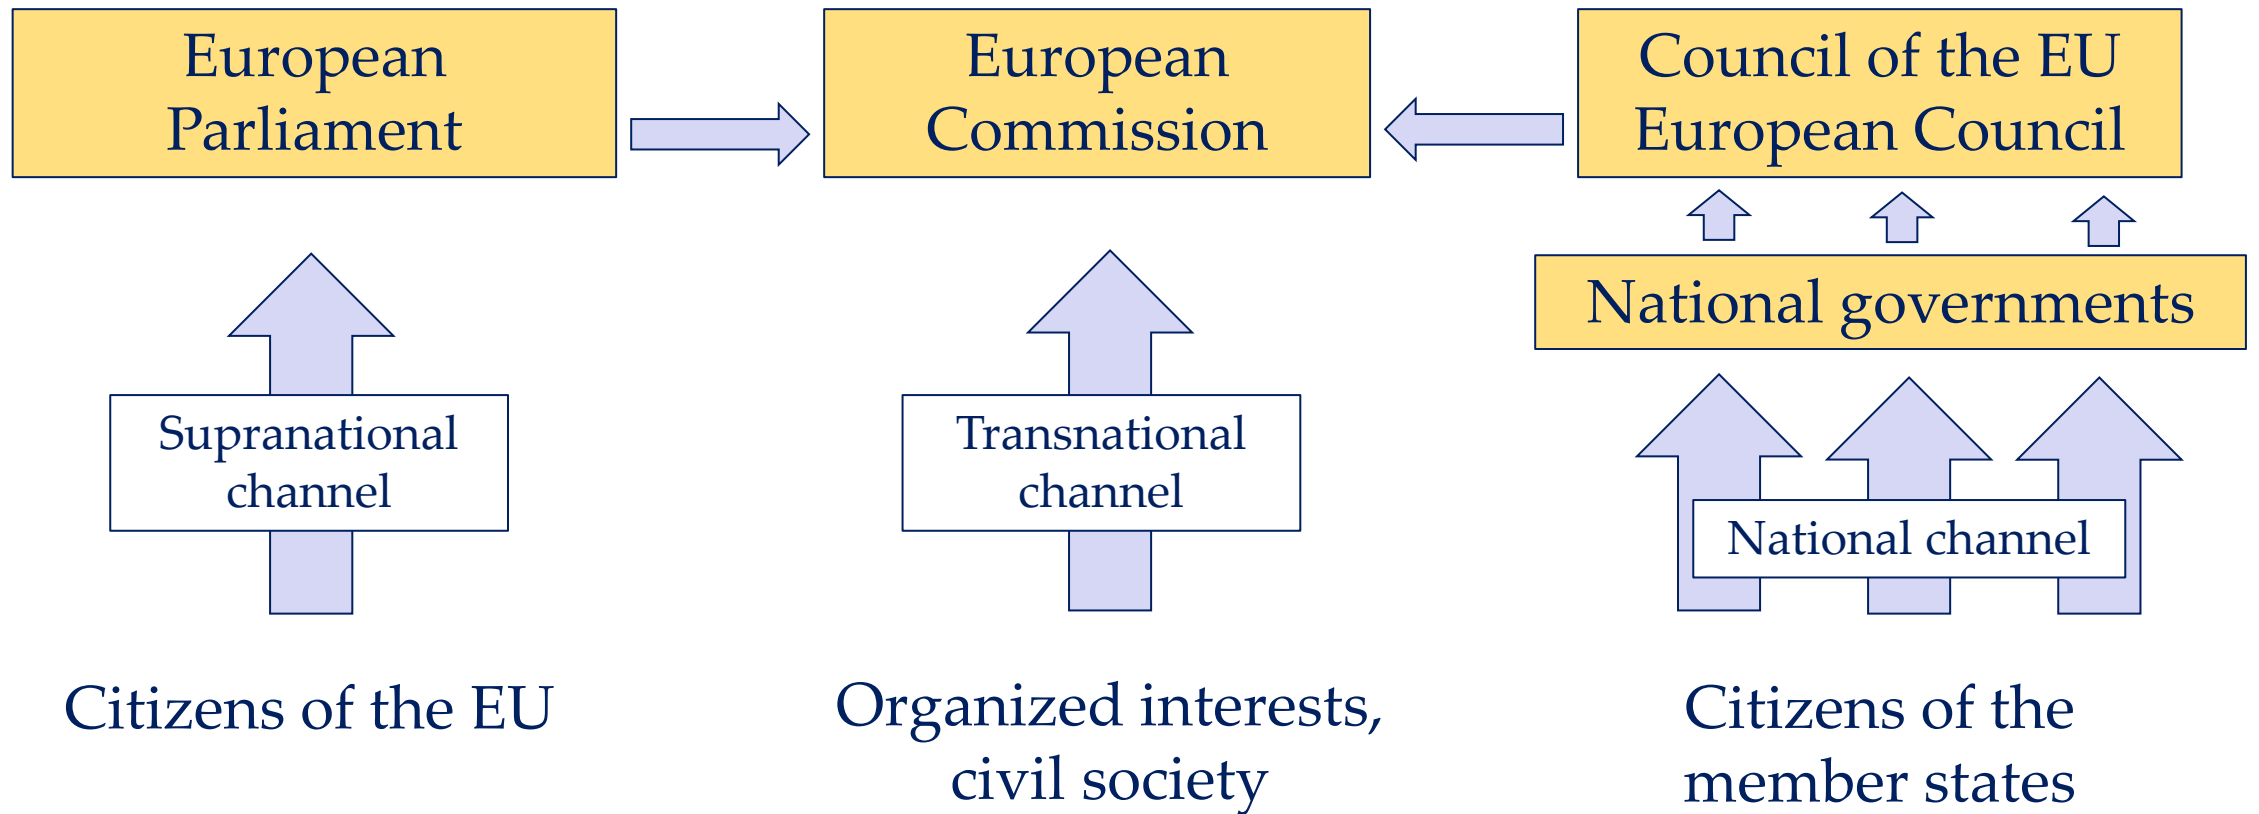 European
Parliament
European
Commission
Council of the EU
European Council
National governments
Supranational
channel
Transnational
channel
National channel
Citizens of the EU
Organized interests,
civil society
Citizens of the
member states